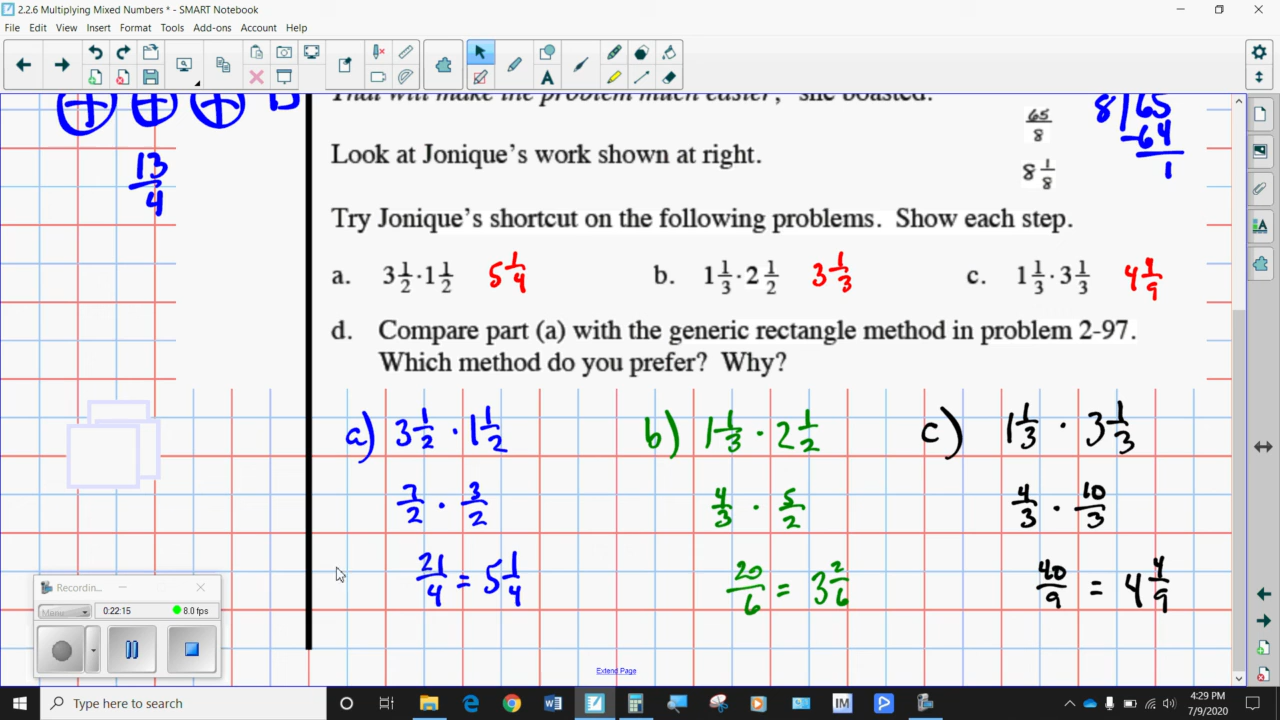 2.2.6 Multiplying Mixed Numbers * - SMART Notebook
File Edit View Insert Format Tools Add-ons Account Help
That will make the problem much easier," she boasted.
65/8
8 1/8
8 65
-64
1
13/4
Look at Jonique's work shown at right.
Try Jonique's shortcut on the following problems. Show each step.
a. 3 1/2 · 1 1/2 5 1/4 b. 1 1/3 · 2 1/2 3 1/3 c. 1 1/3 · 3 1/3 4 4/9
d. Compare part (a) with the generic rectangle method in problem 2-97.
Which method do you prefer? Why?
a) 3 1/2 · 1 1/2 b) 1 1/3 · 2 1/2 c) 1 1/3 · 3 1/3
7/2 · 3/2 4/3 · 5/2 4/3 · 10/3
21/4 = 5 1/4 20/6 = 3 2/6 40/9 = 4 4/9
Recordin...
Menu 0:22:15 8.0 fps
Extend Page
Type here to search
IM
4:29 PM
7/9/2020